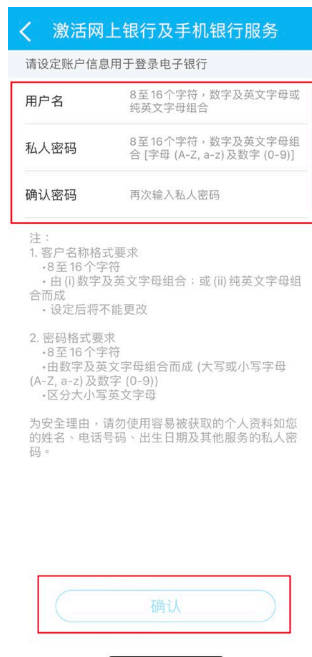 激活网上银行及手机银行服务
请设定账户信息用于登录电子银行
用户名
8至16个字符，数字及英文字母或
纯英文字母组合
私人密码
8至16个字符，数字及英文字母组
合 [字母 (A-Z, a-z) 及数字 (0-9)]
确认密码
再次输入私人密码
注：
1. 客户名称格式要求
•8至16个字符
• 由 (i) 数字及英文字母组合；或 (ii) 纯英文字母组
合而成
• 设定后将不能更改
2. 密码格式要求
•8至16个字符
•由数字及英文字母组合而成 (大写或小写字母
(A-Z, a-z) 及数字 (0-9))
•区分大小写英文字母
为安全理由，请勿使用容易被获取的个人资料如您
的姓名、电话号码、出生日期及其他服务的私人密
码。
确认